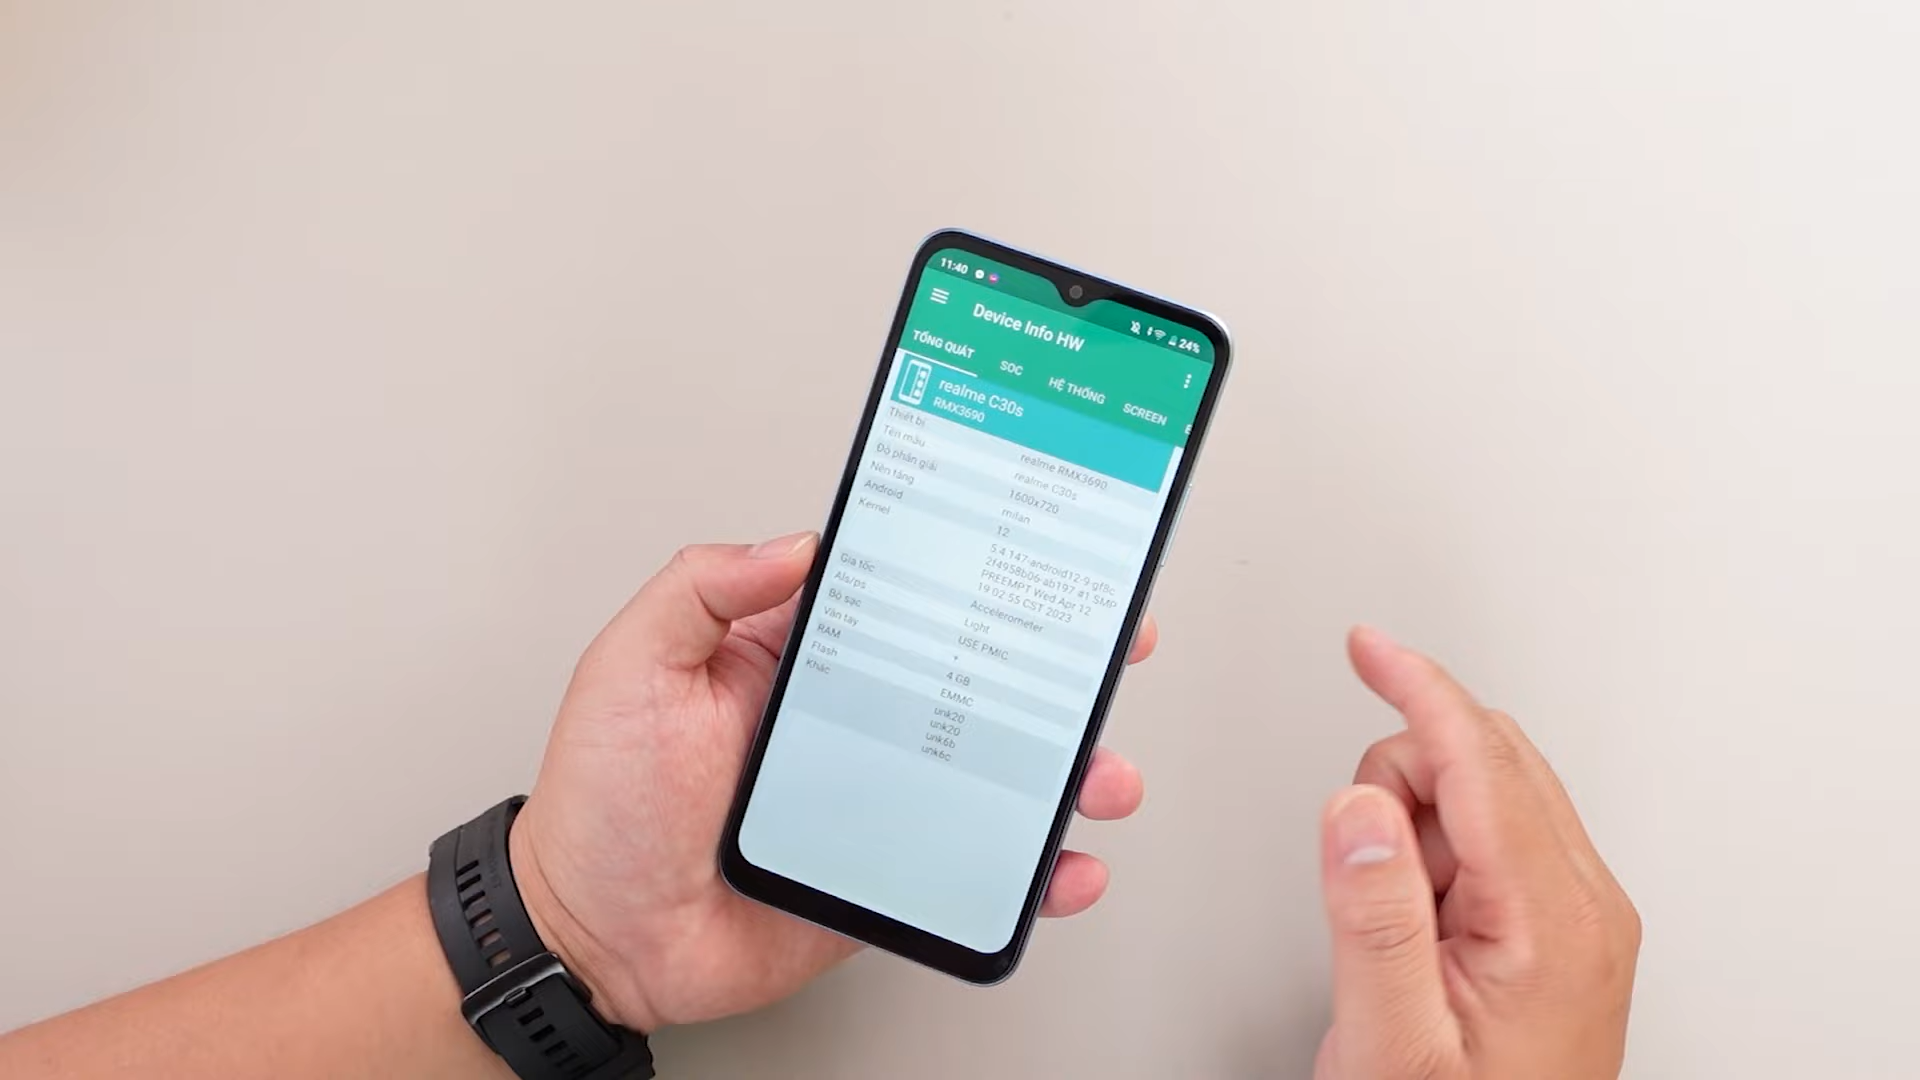 11:40
24%
Device Info HW
TỔNG QUÁT SOC HỆ THỐNG SCREEN
realme C30s
RMX3690
Thiết bị realme RMX3690
Tên mẫu realme C30s
Độ phân giải 1600x720
Nền tảng milan
Android 12
Kernel 5.4.147-android12-9-gf8c
2f4958b06-ab197 #1 SMP
PREEMPT Wed Apr 12
19:02:55 CST 2023
Gia tốc Accelerometer
Als/ps Light
Bộ sạc USE PMIC
Vân tay *
RAM 4 GB
Flash EMMC
Khác unk20
unk20
unk6b
unk6c